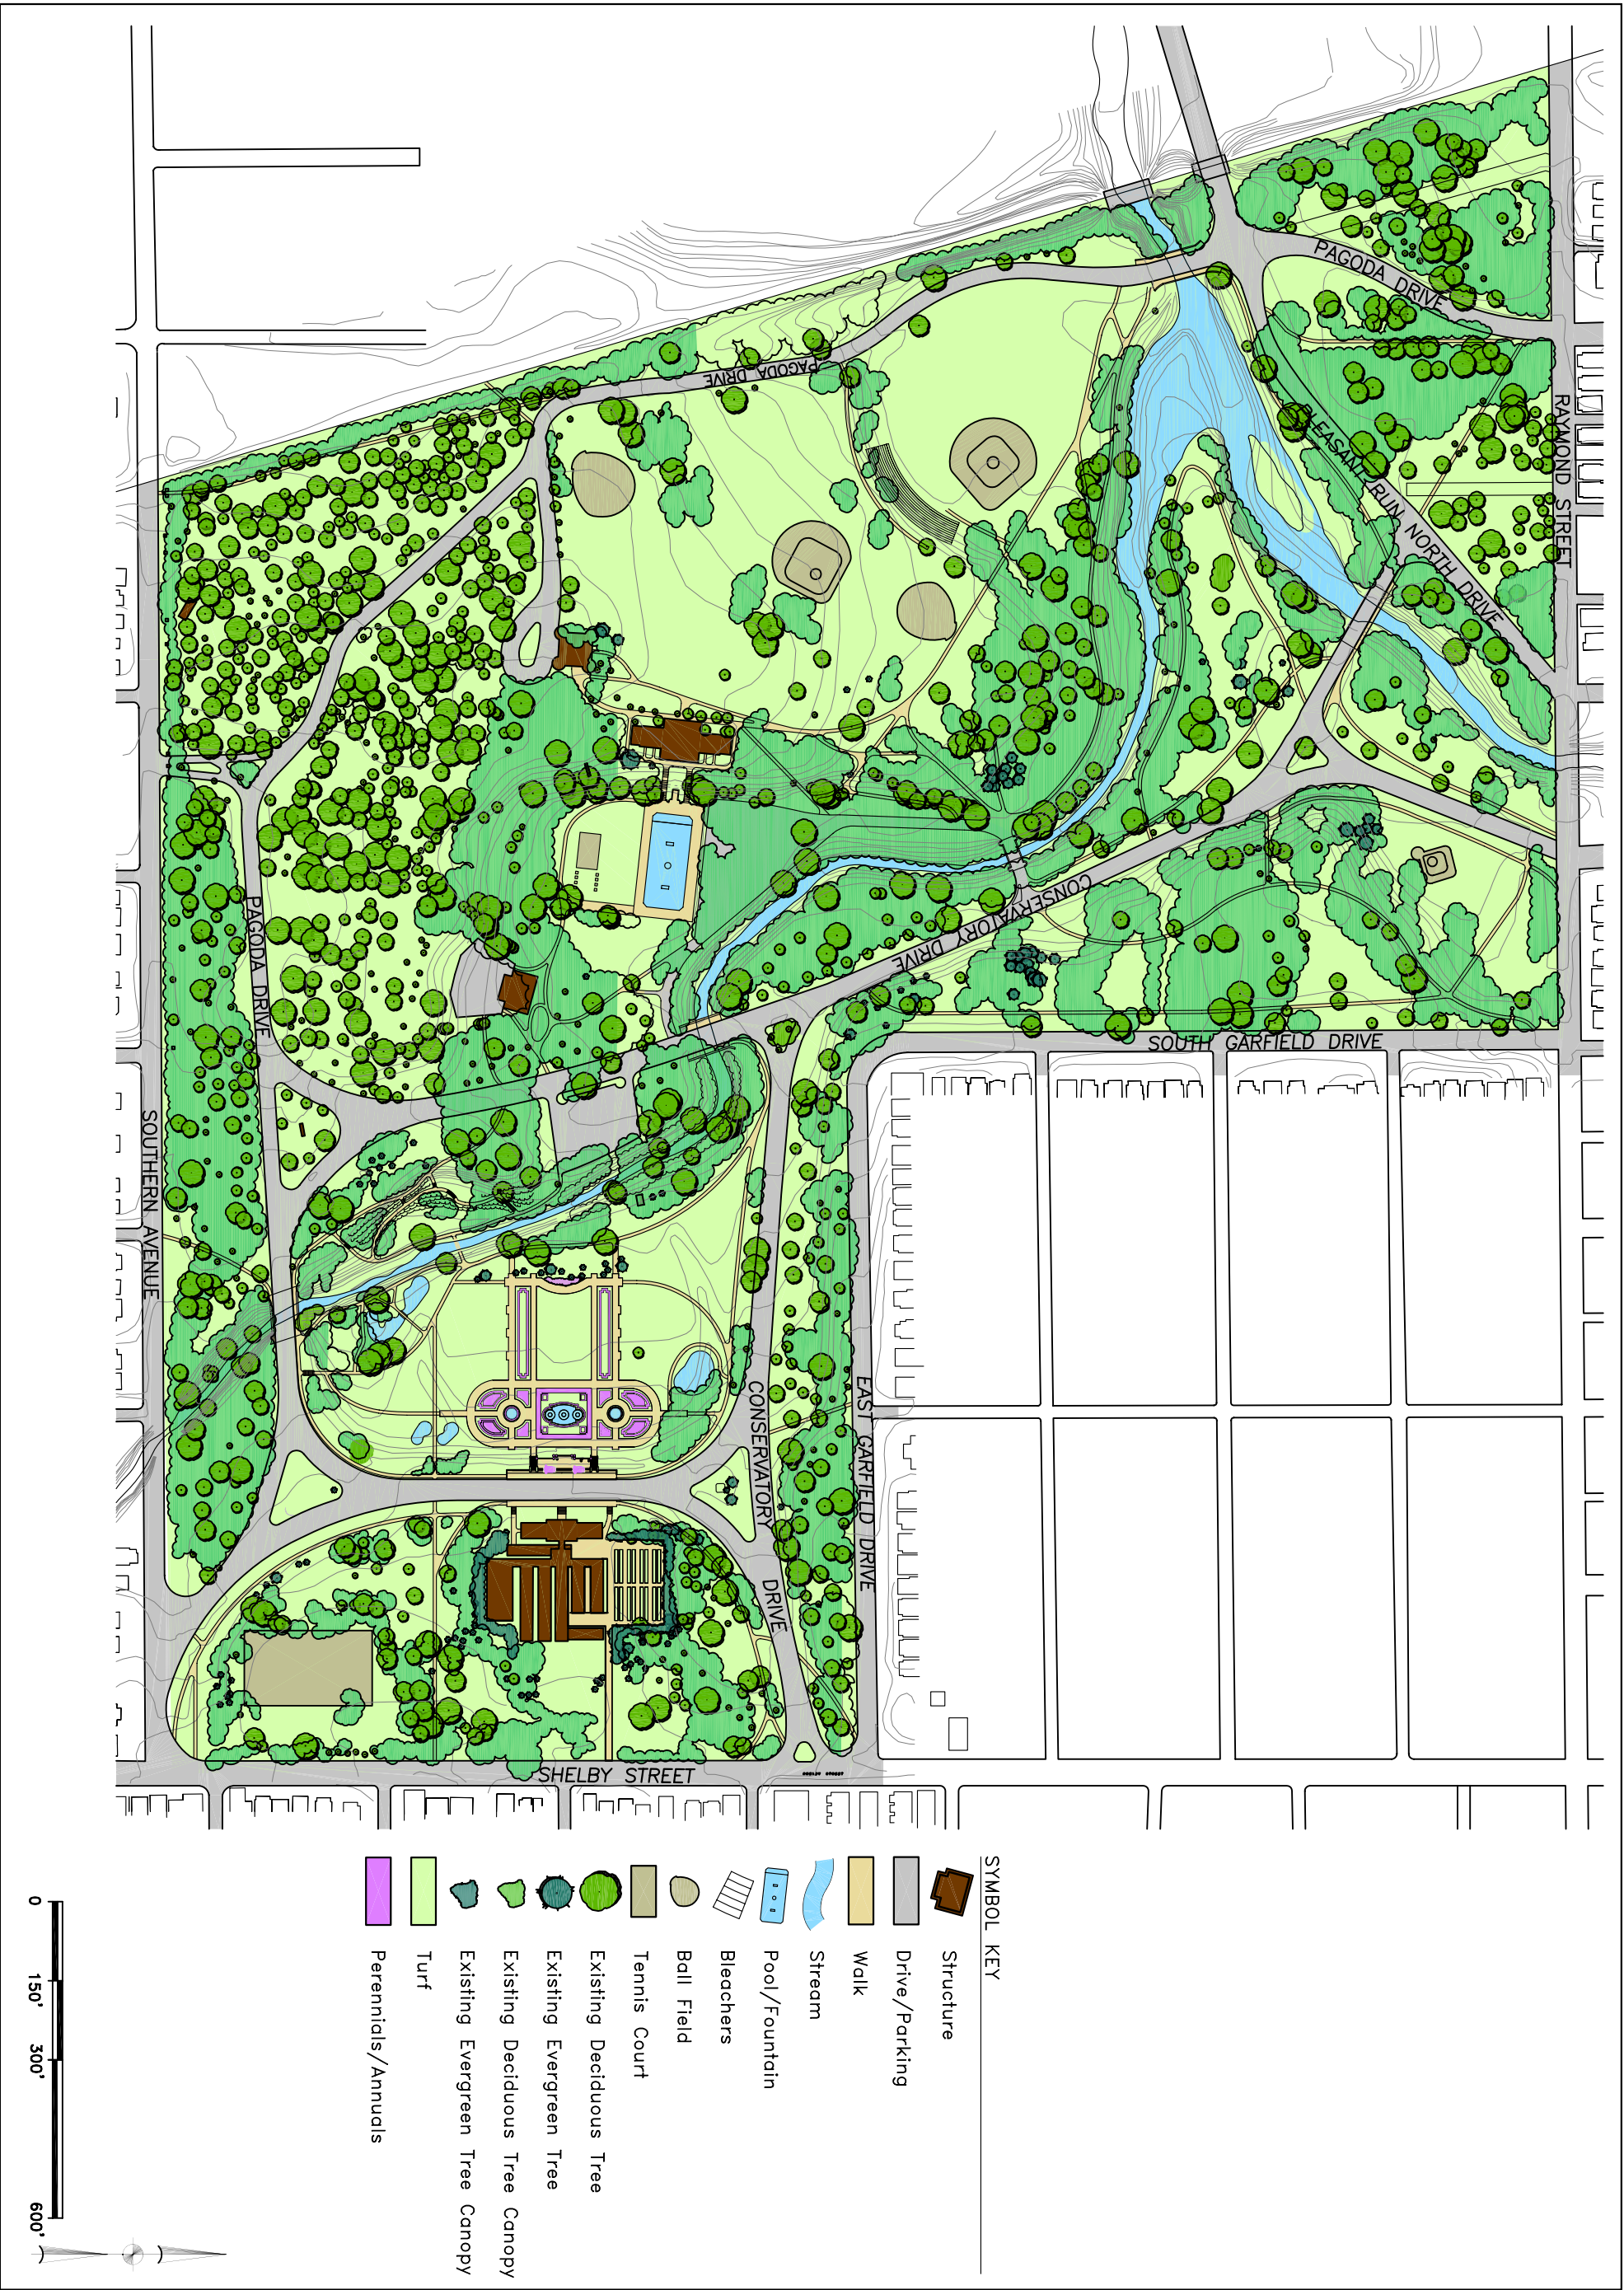 RAYMOND STREET
PAGODA DRIVE
PLEASANT RUN NORTH DRIVE
PAGODA DRIVE
CONSERVATORY DRIVE
SOUTH GARFIELD DRIVE
PAGODA DRIVE
SOUTHERN AVENUE
EAST GARFIELD DRIVE
CONSERVATORY DRIVE
SHELBY STREET
SHELBY STREET
SYMBOL KEY
Structure
Drive/Parking
Walk
Stream
Pool/Fountain
Bleachers
Ball Field
Tennis Court
Existing Deciduous Tree
Existing Evergreen Tree
Existing Deciduous Tree Canopy
Existing Evergreen Tree Canopy
Turf
Perennials/Annuals
0 150' 300' 600'